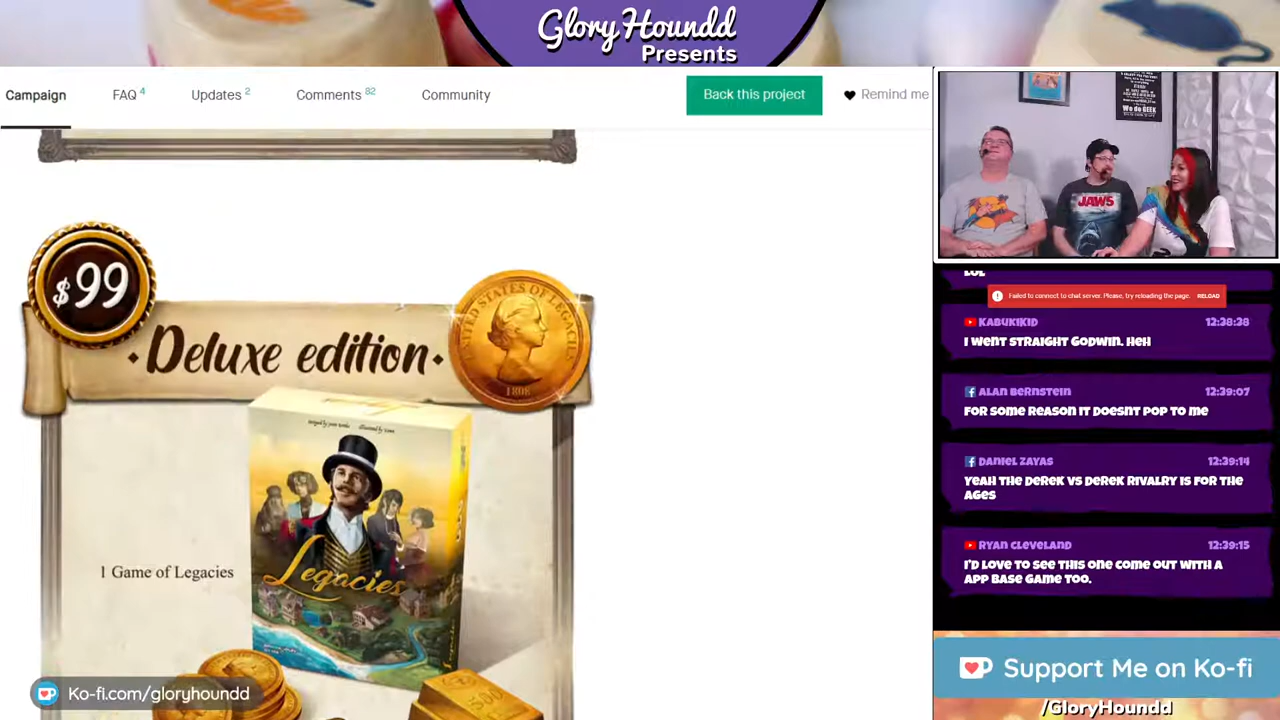 GloryHoundd
Presents
Campaign
FAQ 4
Updates 2
Comments 82
Community
Back this project
Remind me
We do GEEK
JAWS
$99
Deluxe edition
UNITED STATES OF LEGACIES
1808
1 Game of Legacies
Legacies
500
LOL
Failed to connect to chat server. Please, try reloading the page. RELOAD
KABUKIKID 12:38:38
I WENT STRAIGHT GODWIN. HEH
ALAN BERNSTEIN 12:39:07
FOR SOME REASON IT DOESNT POP TO ME
DANIEL ZAYAS 12:39:14
YEAH THE DEREK VS DEREK RIVALRY IS FOR THE
AGES
RYAN CLEVELAND 12:39:15
I'D LOVE TO SEE THIS ONE COME OUT WITH A
APP BASE GAME TOO.
Ko-fi.com/gloryhoundd
Support Me on Ko-fi
/GloryHoundd